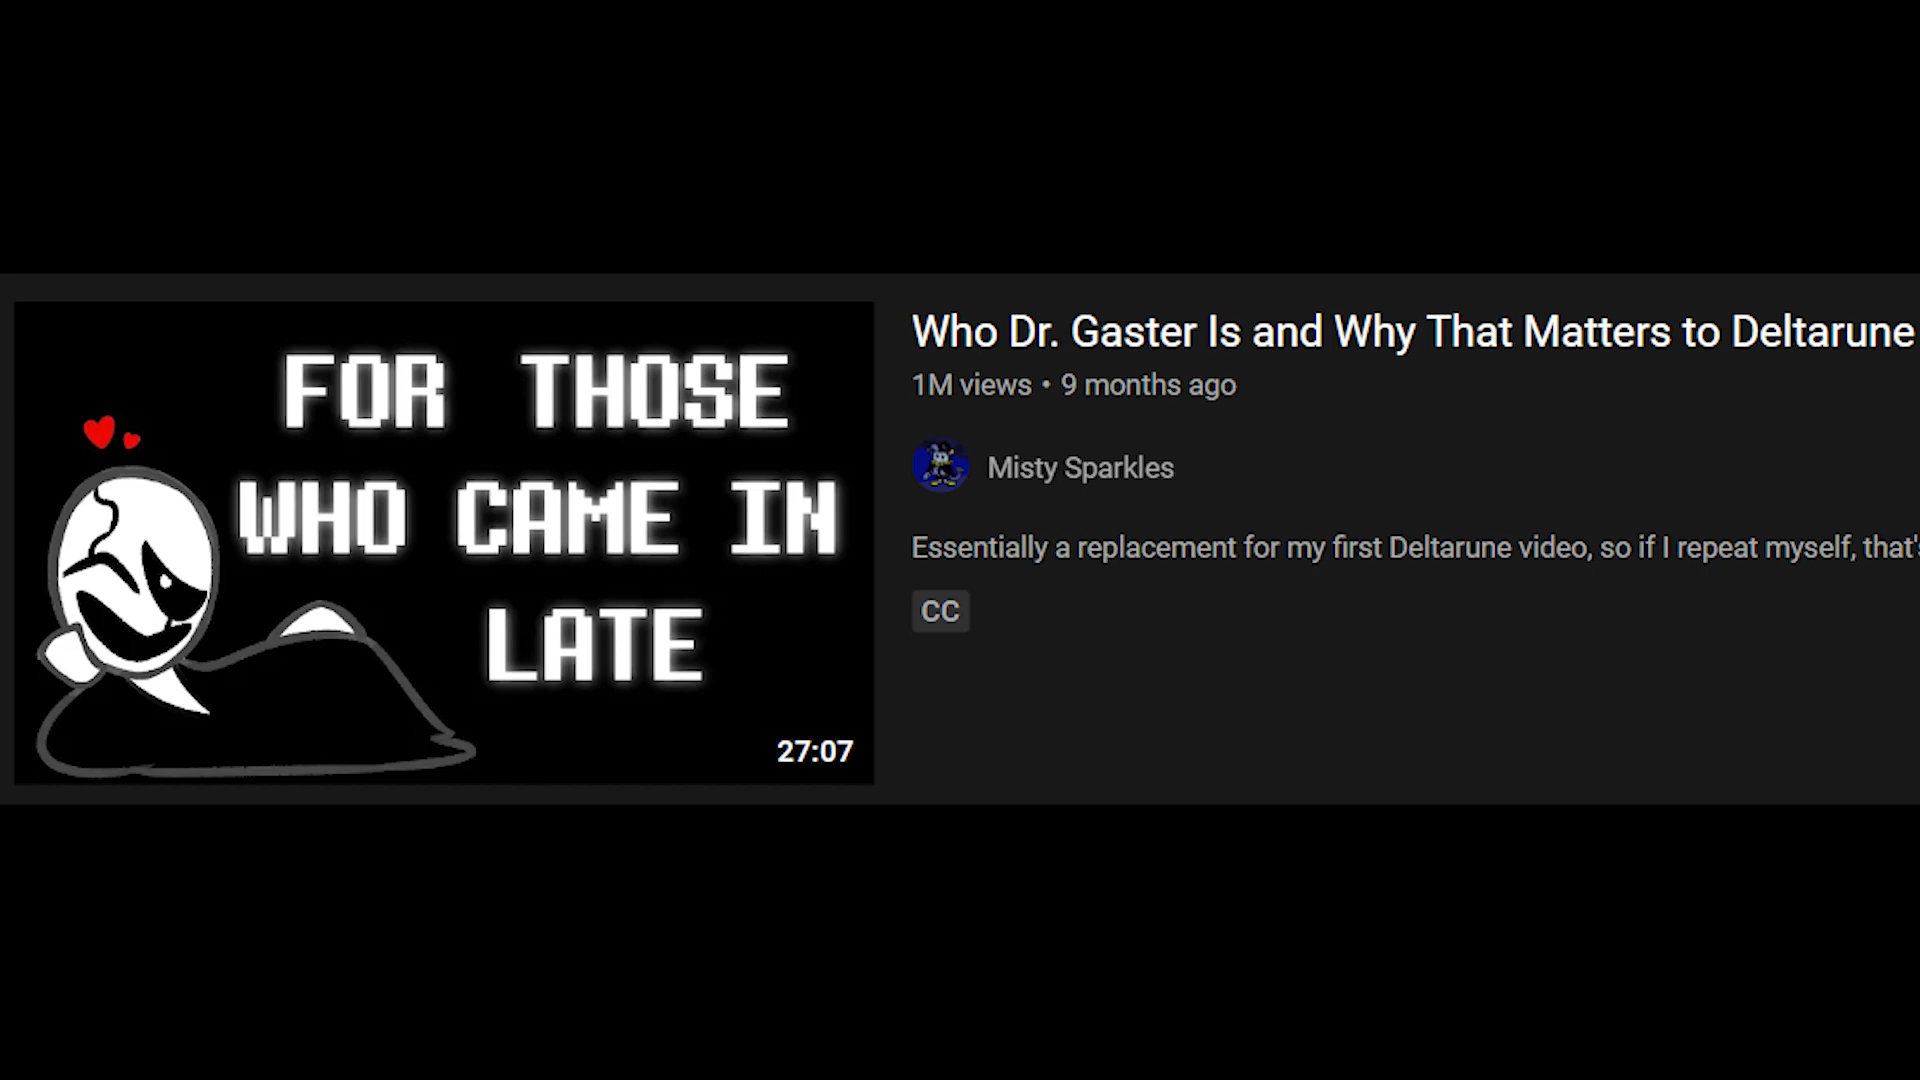 FOR THOSE
WHO CAME IN
LATE
27:07
Who Dr. Gaster Is and Why That Matters to Deltarune
1M views • 9 months ago
Misty Sparkles
Essentially a replacement for my first Deltarune video, so if I repeat myself, that's
CC